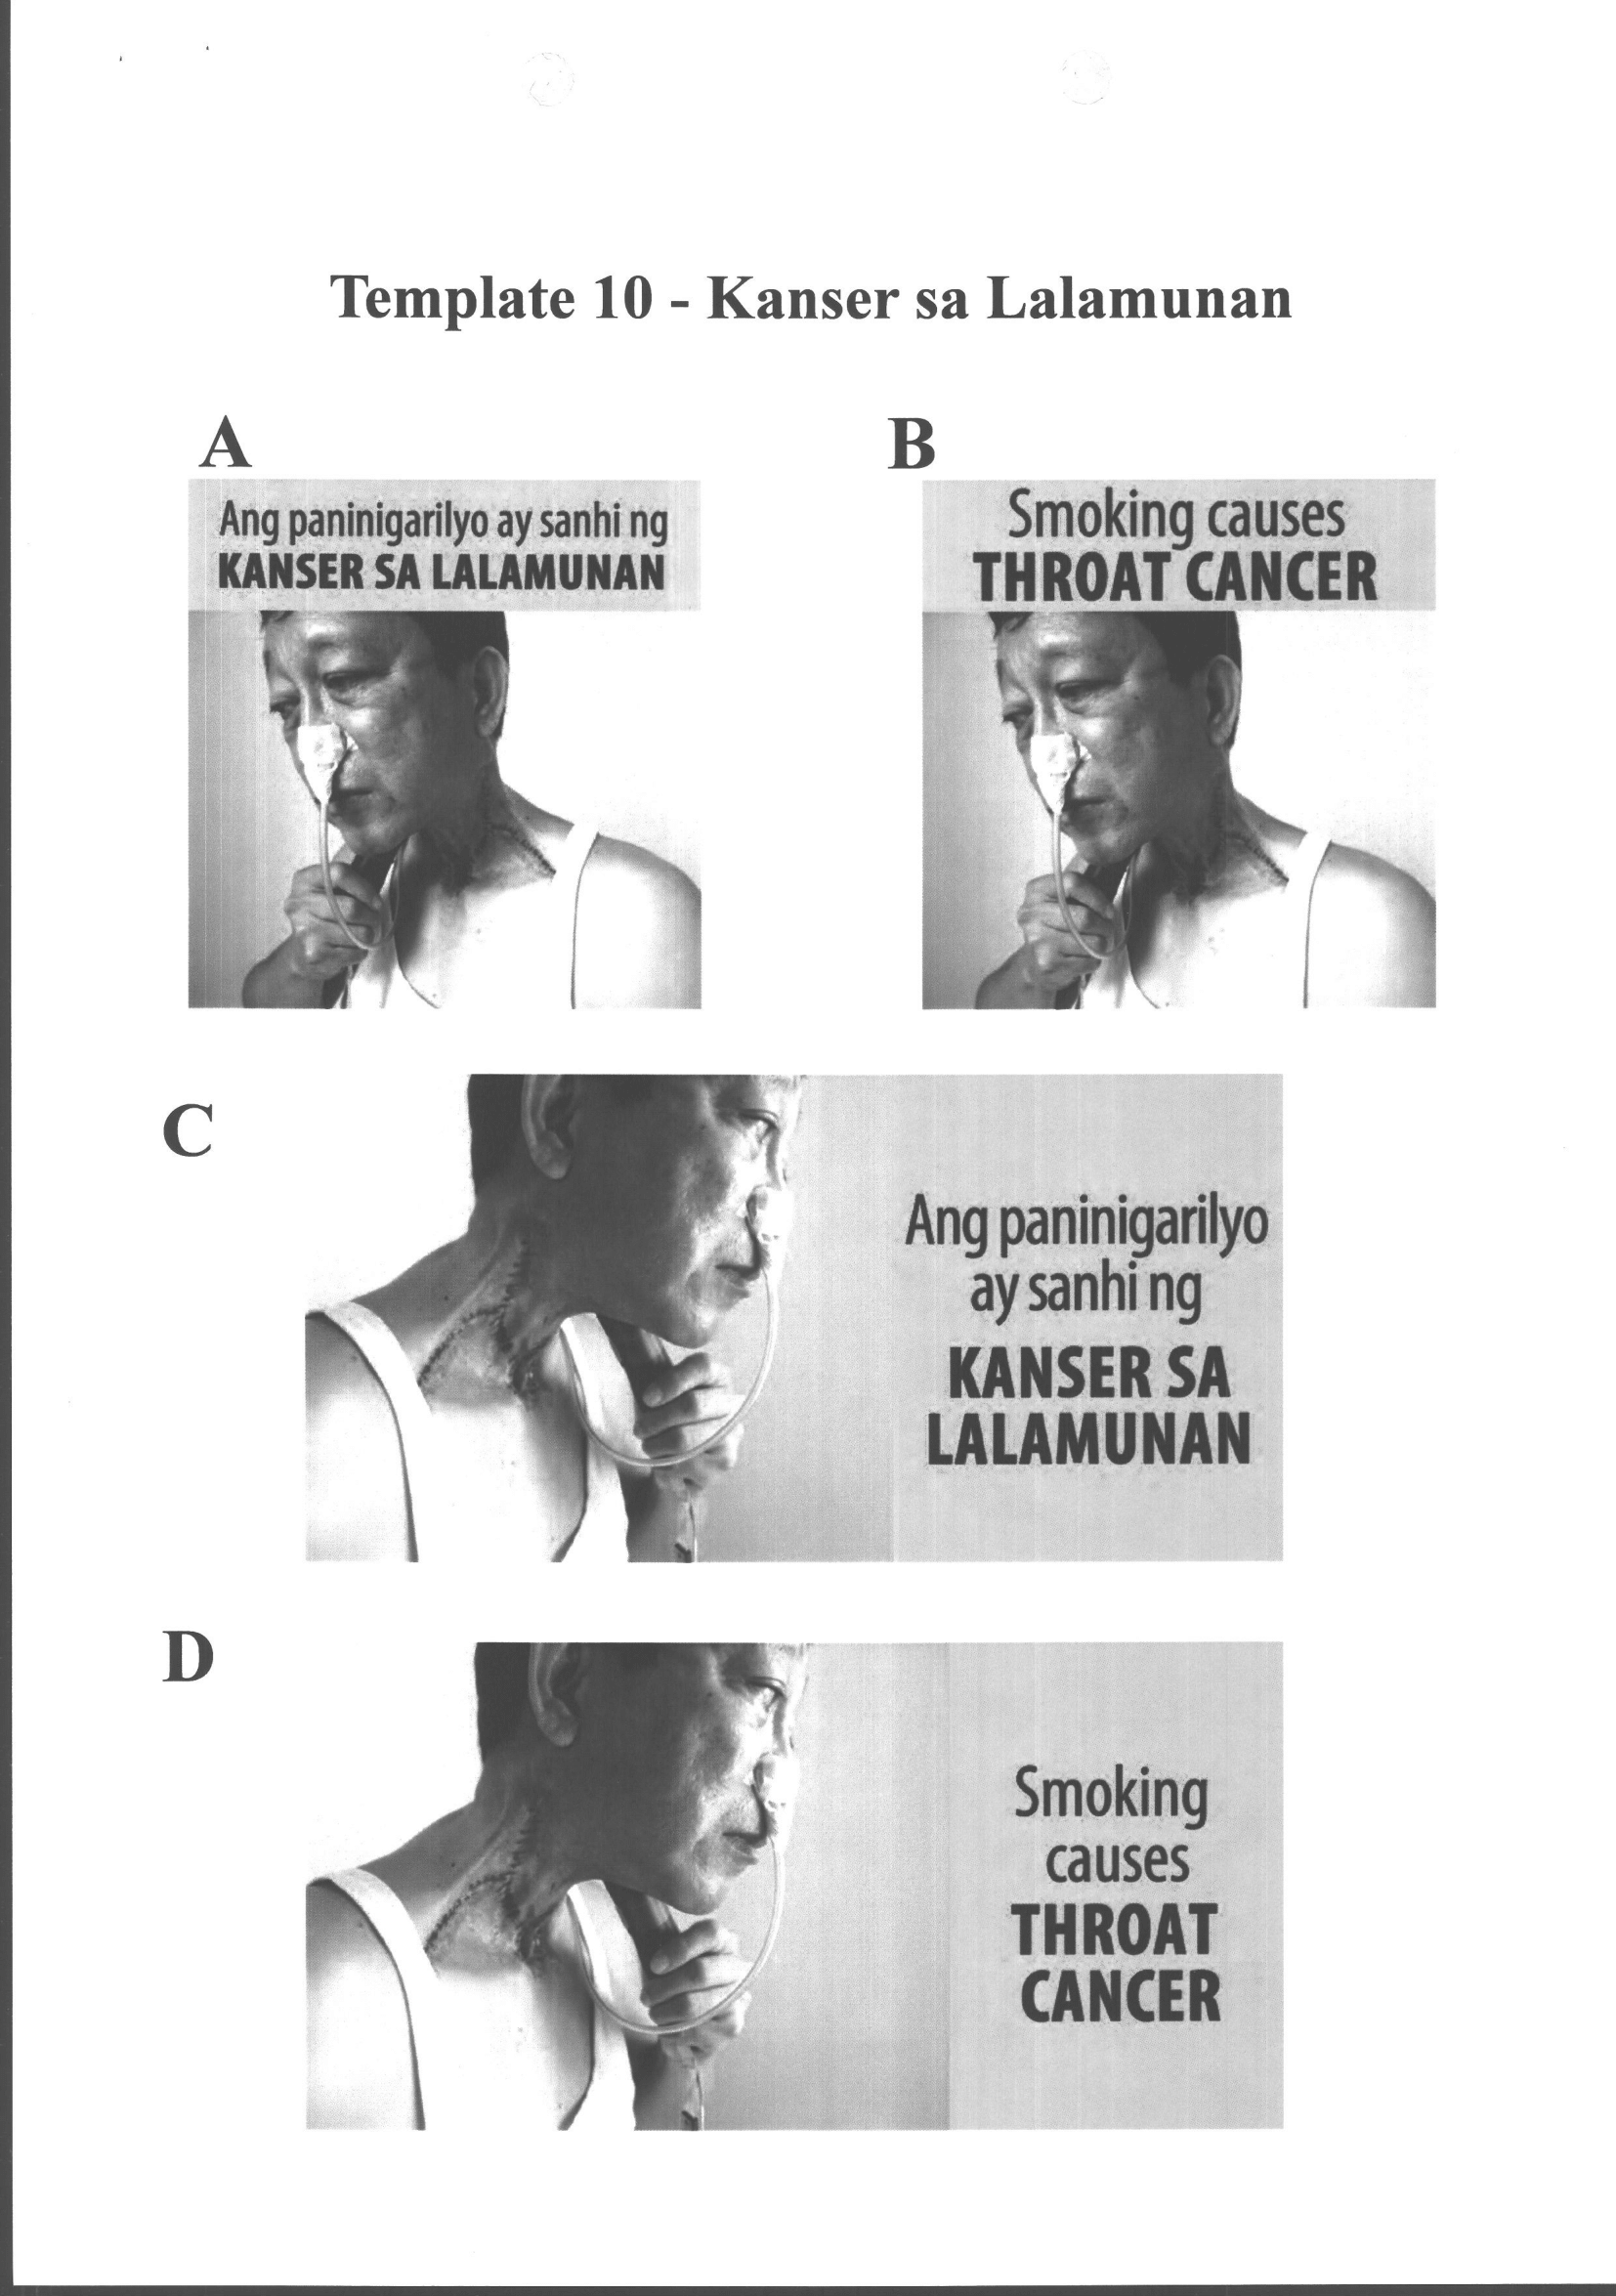 Template 10 - Kanser sa Lalamunan
A
Ang paninigarilyo ay sanhi ng
KANSER SA LALAMUNAN
B
Smoking causes
THROAT CANCER
C
Ang paninigarilyo
ay sanhi ng
KANSER SA
LALAMUNAN
D
Smoking
causes
THROAT
CANCER